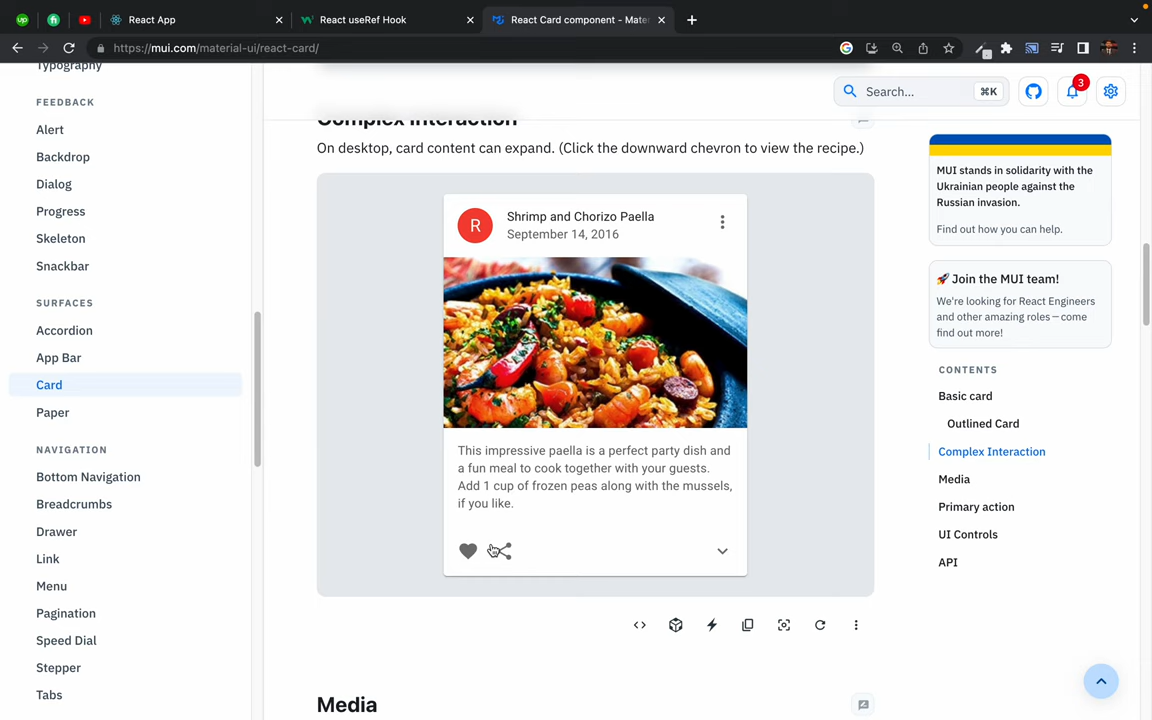 up
fi
React App
React useRef Hook
React Card component - Mate
https://mui.com/material-ui/react-card/
Typography
FEEDBACK
Alert
Backdrop
Dialog
Progress
Skeleton
Snackbar
SURFACES
Accordion
App Bar
Card
Paper
NAVIGATION
Bottom Navigation
Breadcrumbs
Drawer
Link
Menu
Pagination
Speed Dial
Stepper
Tabs
Search...
⌘K
3
Complex Interaction
On desktop, card content can expand. (Click the downward chevron to view the recipe.)
R
Shrimp and Chorizo Paella
September 14, 2016
This impressive paella is a perfect party dish and
a fun meal to cook together with your guests.
Add 1 cup of frozen peas along with the mussels,
if you like.
Media
MUI stands in solidarity with the
Ukrainian people against the
Russian invasion.
Find out how you can help.
🚀 Join the MUI team!
We're looking for React Engineers
and other amazing roles—come
find out more!
CONTENTS
Basic card
Outlined Card
Complex Interaction
Media
Primary action
UI Controls
API